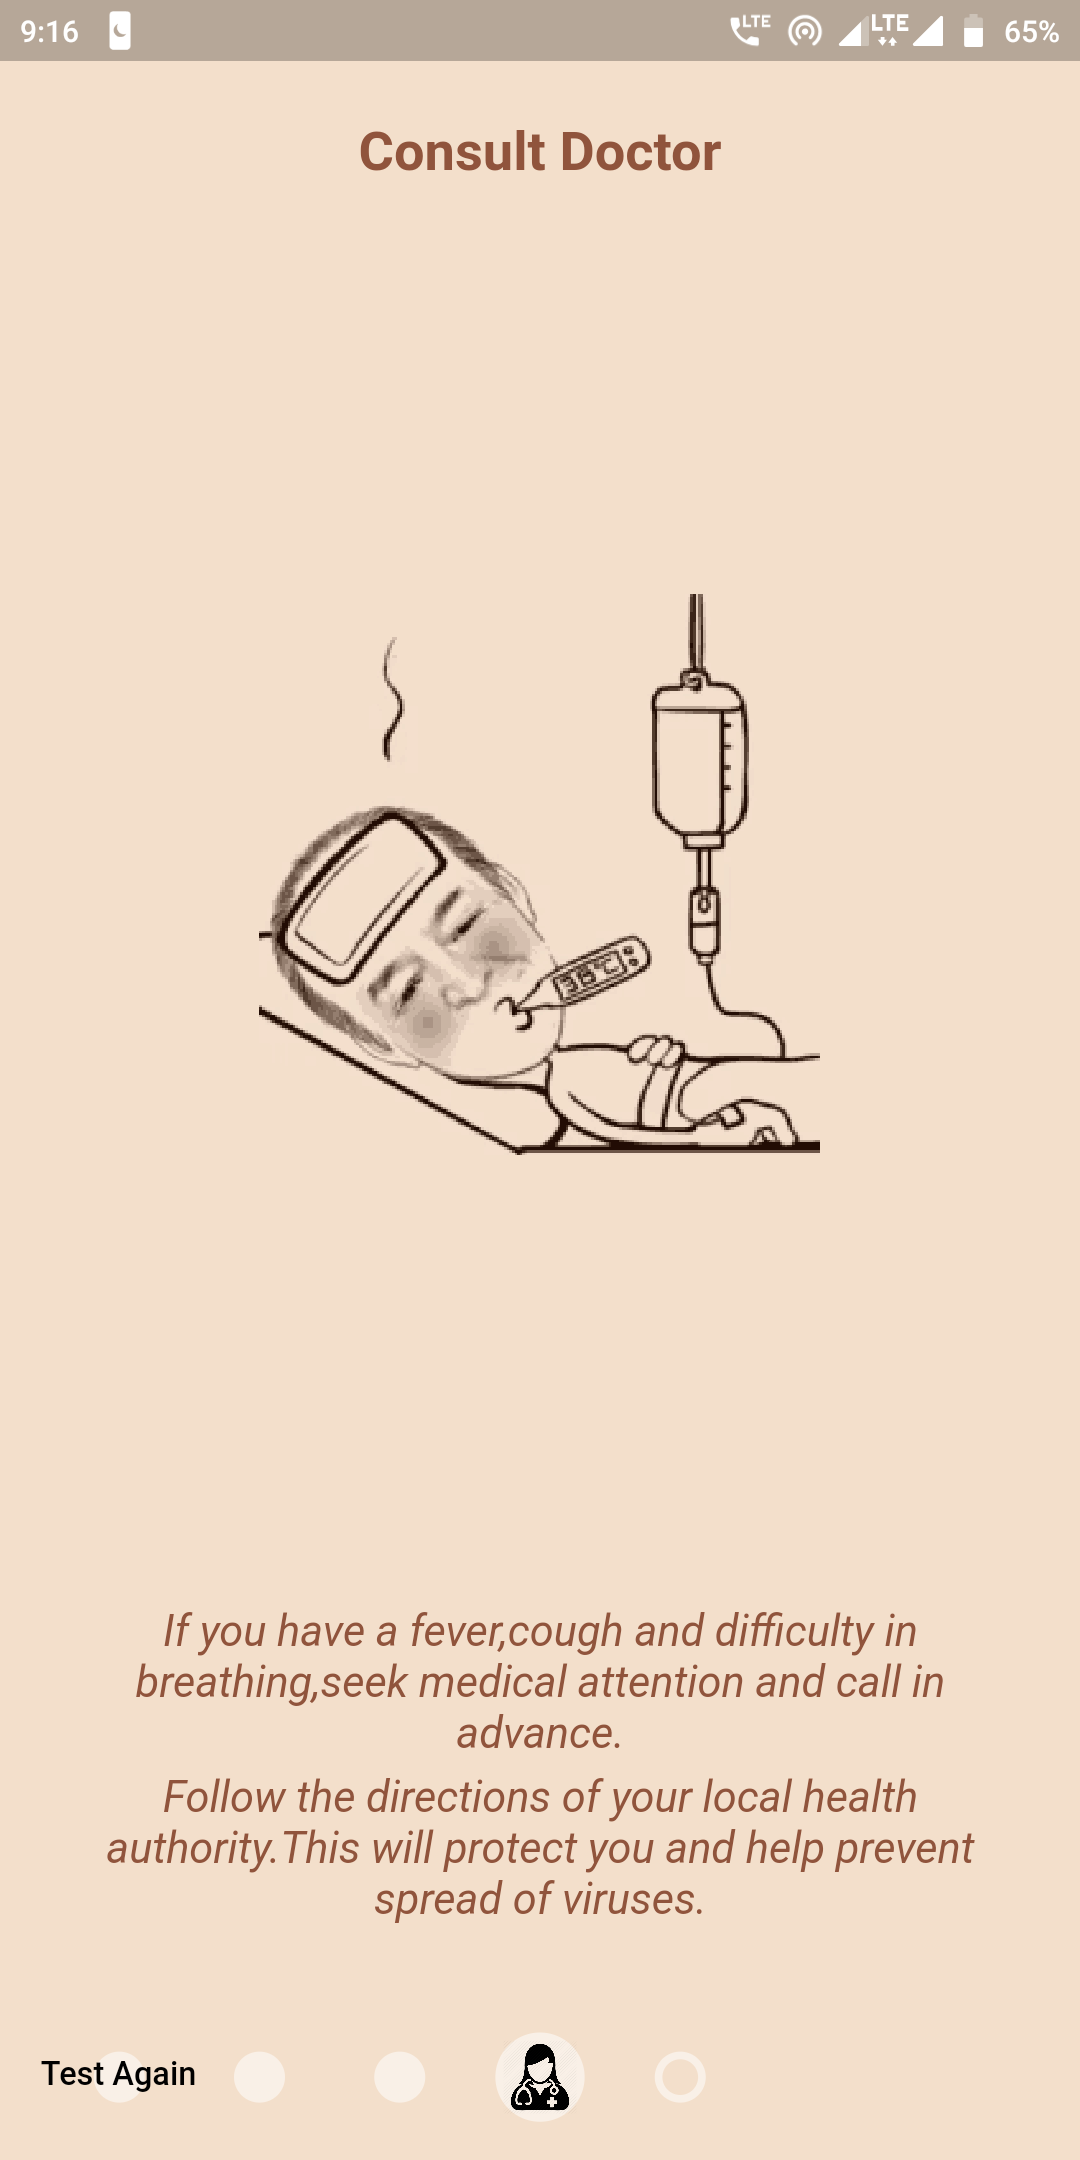 9:16
LTE
LTE
65%
Consult Doctor
38°C
If you have a fever,cough and difficulty in
breathing,seek medical attention and call in
advance.
Follow the directions of your local health
authority.This will protect you and help prevent
spread of viruses.
Test Again